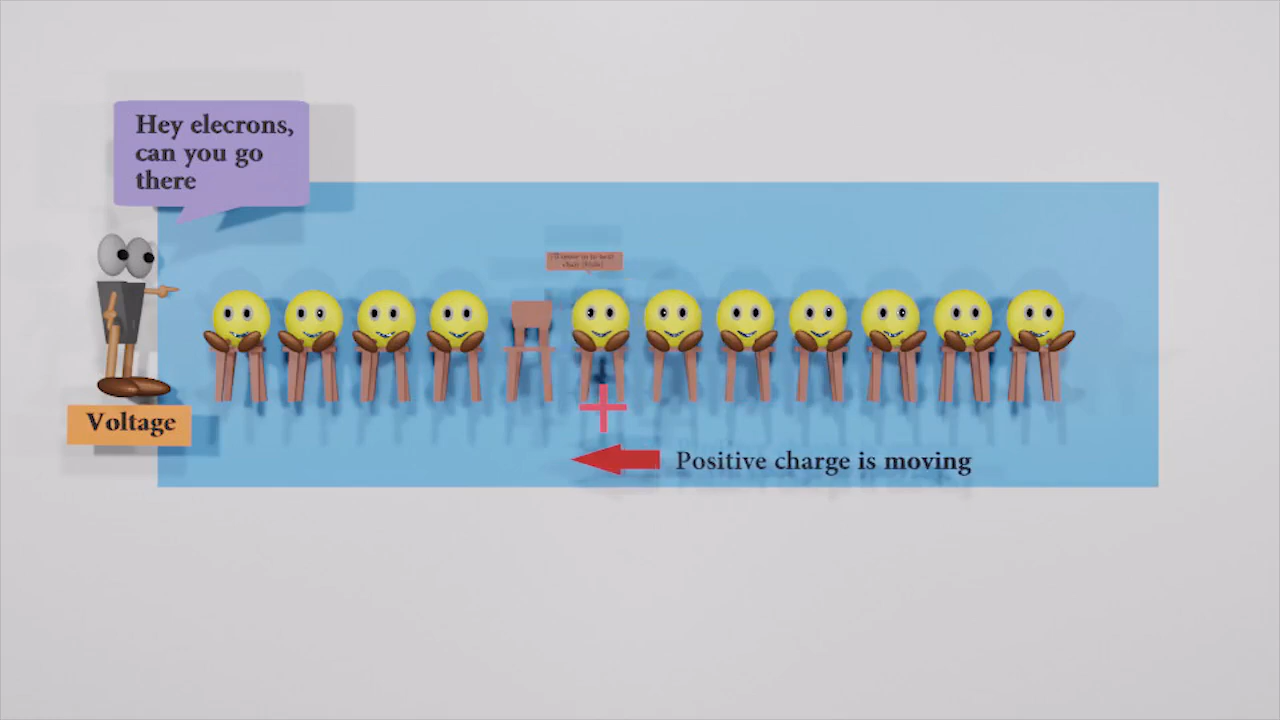 Hey elecrons,
can you go
there
Voltage
Positive charge is moving